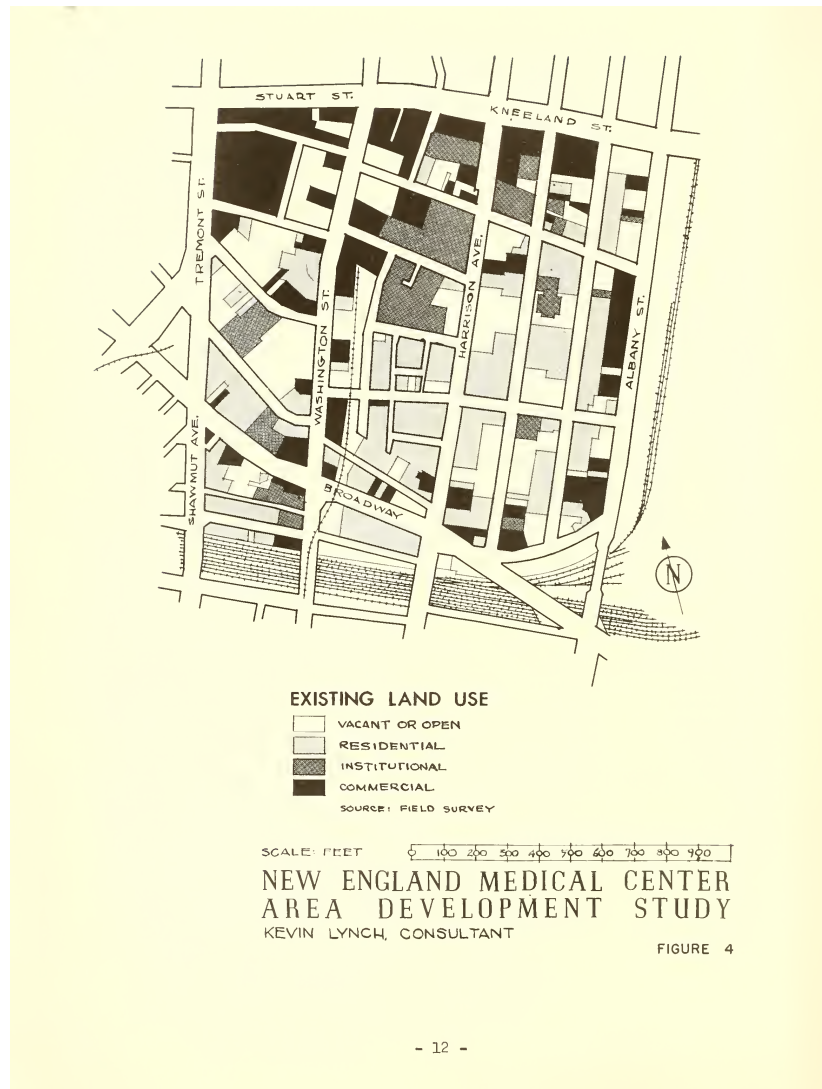 STUART ST.
KNEELAND ST.
TREMONT ST.
WASHINGTON ST.
HARRISON AVE.
ALBANY ST.
SHAWMUT AVE.
BROADWAY
N
EXISTING LAND USE
VACANT OR OPEN
RESIDENTIAL
INSTITUTIONAL
COMMERCIAL
SOURCE: FIELD SURVEY
SCALE: FEET 0 100 200 300 400 500 600 700 800 900
NEW ENGLAND MEDICAL CENTER
AREA DEVELOPMENT STUDY
KEVIN LYNCH, CONSULTANT
FIGURE 4
- 12 -